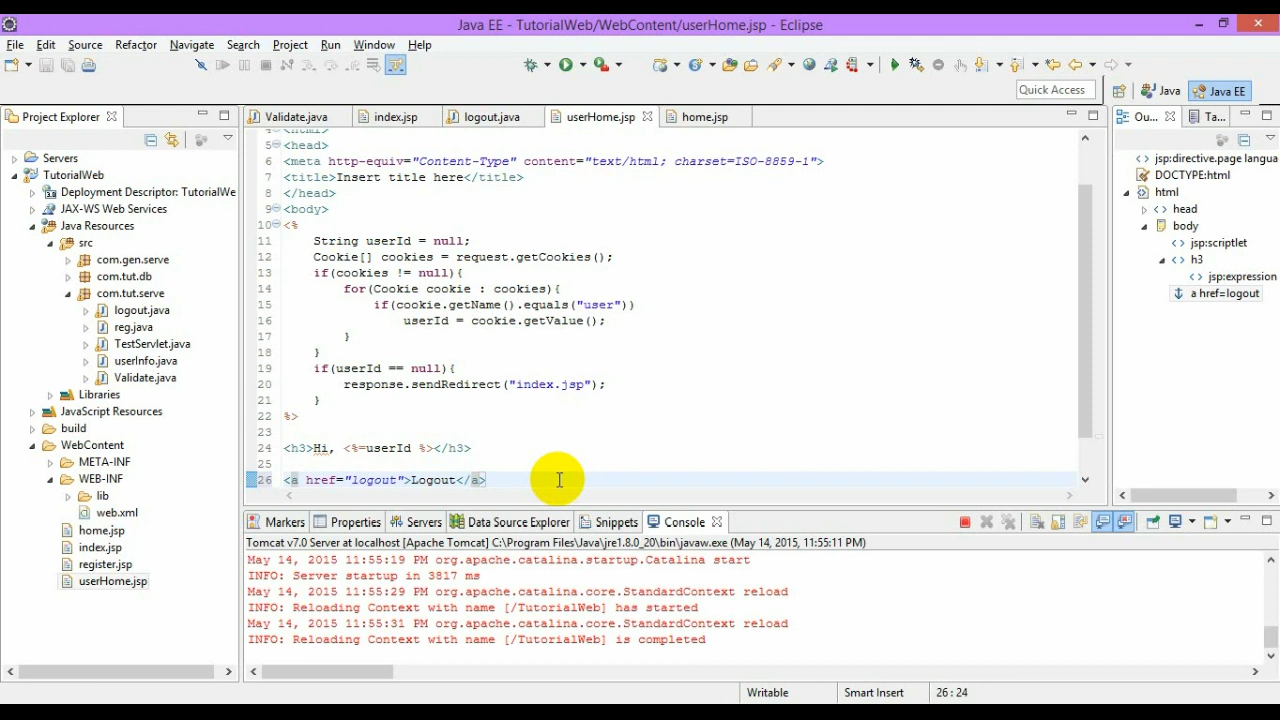 Java EE - TutorialWeb/WebContent/userHome.jsp - Eclipse
File Edit Source Refactor Navigate Search Project Run Window Help
Quick Access Java Java EE
Project Explorer
Servers
TutorialWeb
Deployment Descriptor: TutorialWe
JAX-WS Web Services
Java Resources
src
com.gen.serve
com.tut.db
com.tut.serve
logout.java
reg.java
TestServlet.java
userInfo.java
Validate.java
Libraries
JavaScript Resources
build
WebContent
META-INF
WEB-INF
lib
web.xml
home.jsp
index.jsp
register.jsp
userHome.jsp
Validate.java index.jsp logout.java userHome.jsp home.jsp
4 <html>
5 <head>
6 <meta http-equiv="Content-Type" content="text/html; charset=ISO-8859-1">
7 <title>Insert title here</title>
8 </head>
9 <body>
10 <%
11 String userId = null;
12 Cookie[] cookies = request.getCookies();
13 if(cookies != null){
14 for(Cookie cookie : cookies){
15 if(cookie.getName().equals("user"))
16 userId = cookie.getValue();
17 }
18 }
19 if(userId == null){
20 response.sendRedirect("index.jsp");
21 }
22 %>
23
24 <h3>Hi, <%=userId %></h3>
25
26 <a href="logout">Logout</a>
Ou... Ta...
jsp:directive.page langua
DOCTYPE:html
html
head
body
jsp:scriptlet
h3
jsp:expression
a href=logout
Markers Properties Servers Data Source Explorer Snippets Console
Tomcat v7.0 Server at localhost [Apache Tomcat] C:\Program Files\Java\jre1.8.0_20\bin\javaw.exe (May 14, 2015, 11:55:11 PM)
May 14, 2015 11:55:19 PM org.apache.catalina.startup.Catalina start
INFO: Server startup in 3817 ms
May 14, 2015 11:55:29 PM org.apache.catalina.core.StandardContext reload
INFO: Reloading Context with name [/TutorialWeb] has started
May 14, 2015 11:55:31 PM org.apache.catalina.core.StandardContext reload
INFO: Reloading Context with name [/TutorialWeb] is completed
Writable Smart Insert 26 : 24